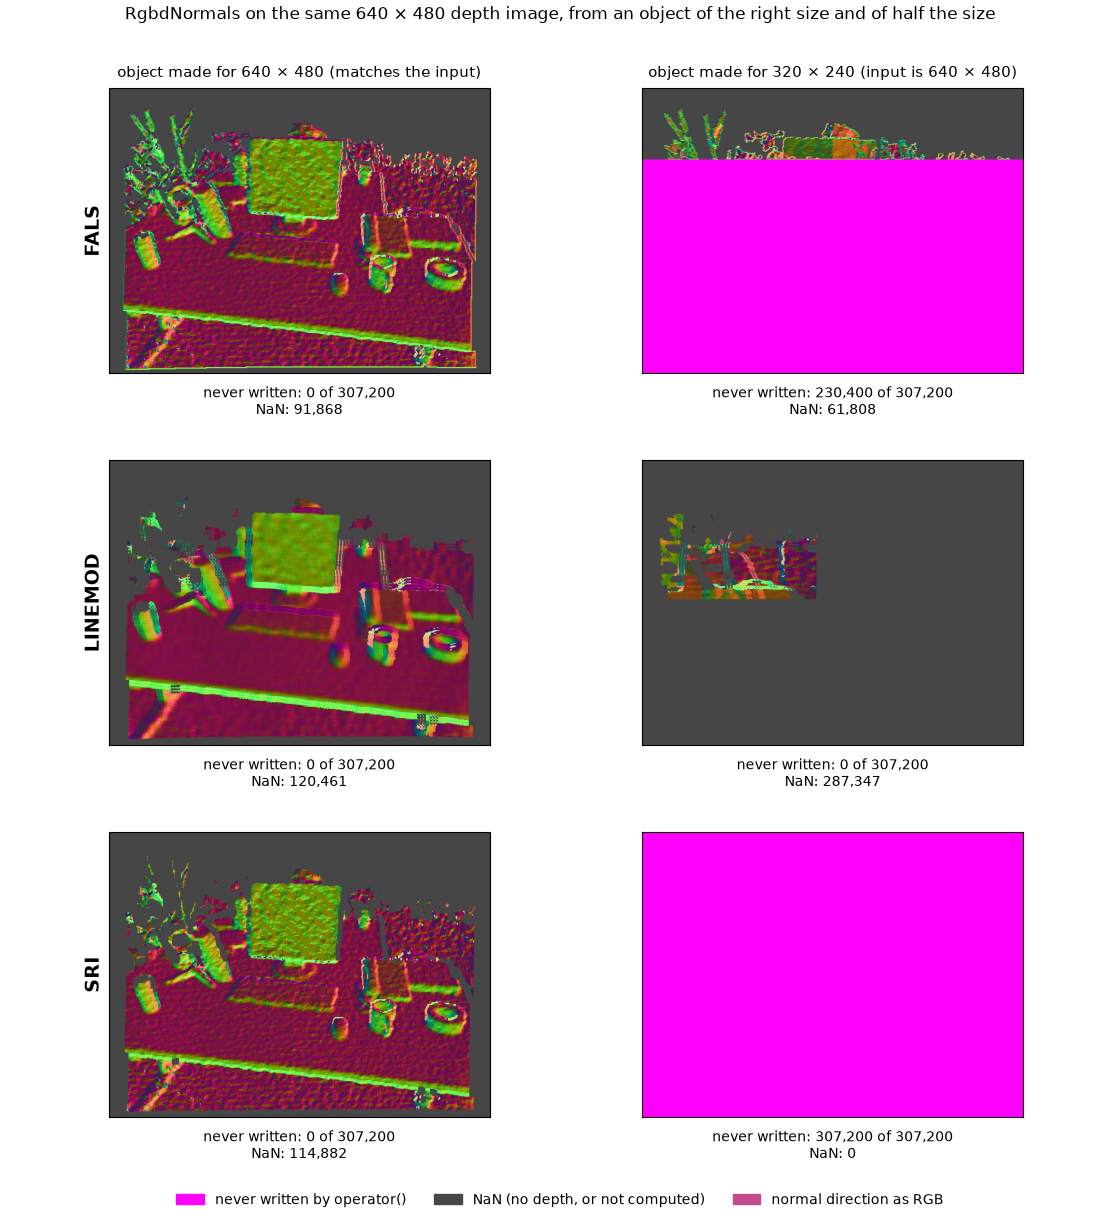 RgbdNormals on the same 640 × 480 depth image, from an object of the right size and of half the size
object made for 640 × 480 (matches the input)
object made for 320 × 240 (input is 640 × 480)
FALS
never written: 0 of 307,200
NaN: 91,868
never written: 230,400 of 307,200
NaN: 61,808
LINEMOD
never written: 0 of 307,200
NaN: 120,461
never written: 0 of 307,200
NaN: 287,347
SRI
never written: 0 of 307,200
NaN: 114,882
never written: 307,200 of 307,200
NaN: 0
never written by operator()
NaN (no depth, or not computed)
normal direction as RGB